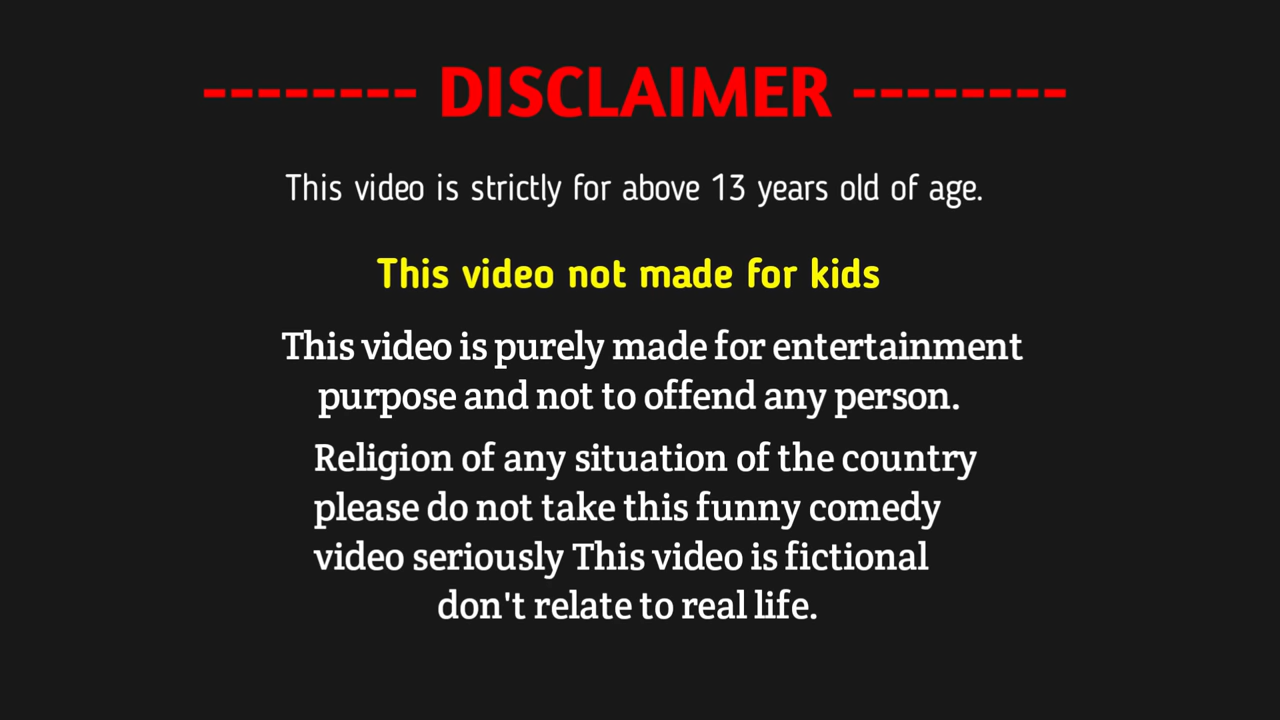 -------- DISCLAIMER --------
This video is strictly for above 13 years old of age.
This video not made for kids
This video is purely made for entertainment
purpose and not to offend any person.
Religion of any situation of the country
please do not take this funny comedy
video seriously This video is fictional
don't relate to real life.